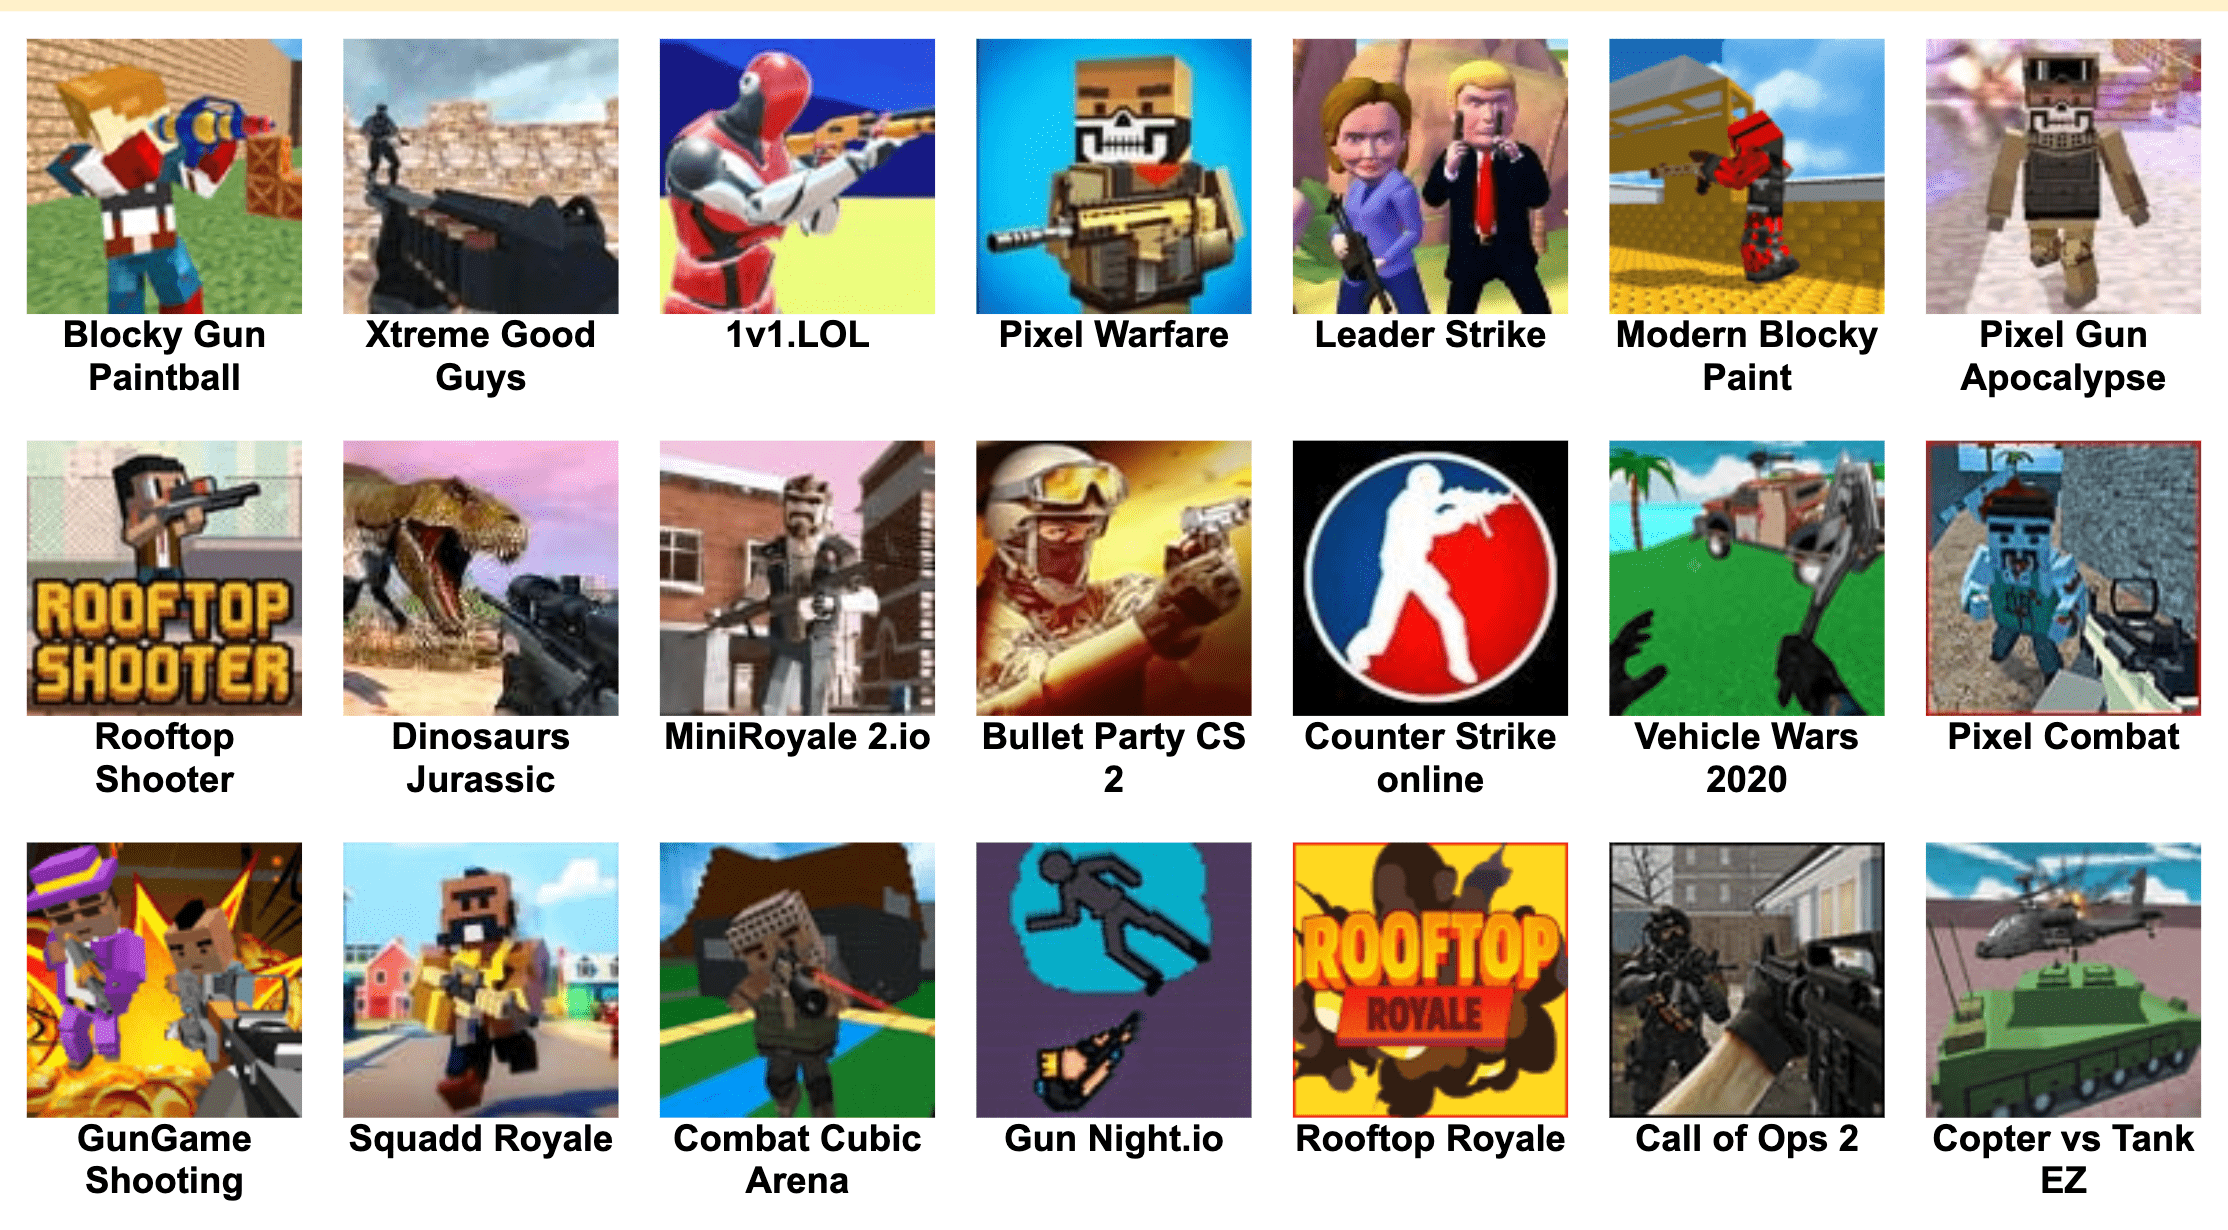 Blocky Gun
Paintball
Xtreme Good
Guys
1v1.LOL
Pixel Warfare
Leader Strike
Modern Blocky
Paint
Pixel Gun
Apocalypse
ROOFTOP
SHOOTER
Rooftop
Shooter
Dinosaurs
Jurassic
MiniRoyale 2.io
Bullet Party CS
2
Counter Strike
online
Vehicle Wars
2020
Pixel Combat
GunGame
Shooting
Squadd Royale
Combat Cubic
Arena
Gun Night.io
ROOFTOP
ROYALE
Rooftop Royale
Call of Ops 2
Copter vs Tank
EZ